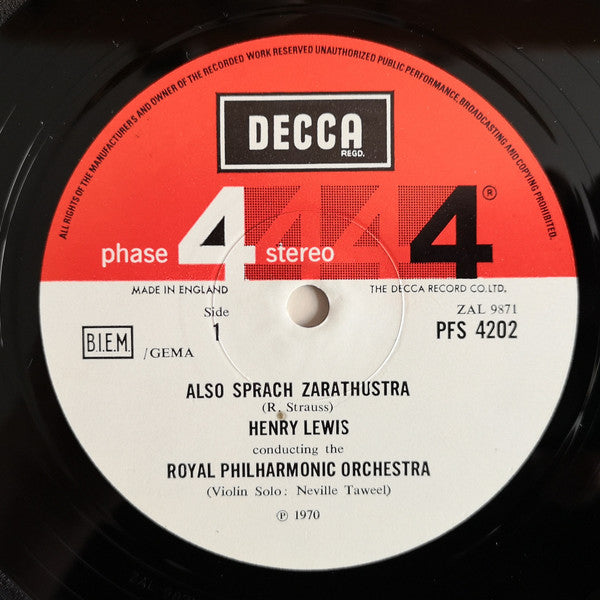 ALL RIGHTS OF THE MANUFACTURERS AND OWNER OF THE RECORDED WORK RESERVED UNAUTHORIZED PUBLIC PERFORMANCE, BROADCASTING AND COPYING PROHIBITED.
DECCA
REGD.
phase 4 stereo 4 4 4 ®
MADE IN ENGLAND THE DECCA RECORD CO.LTD.
Side ZAL 9871
1 PFS 4202
B.I.E.M. /GEMA
ALSO SPRACH ZARATHUSTRA
(R. Strauss)
HENRY LEWIS
conducting the
ROYAL PHILHARMONIC ORCHESTRA
(Violin Solo: Neville Taweel)
℗ 1970